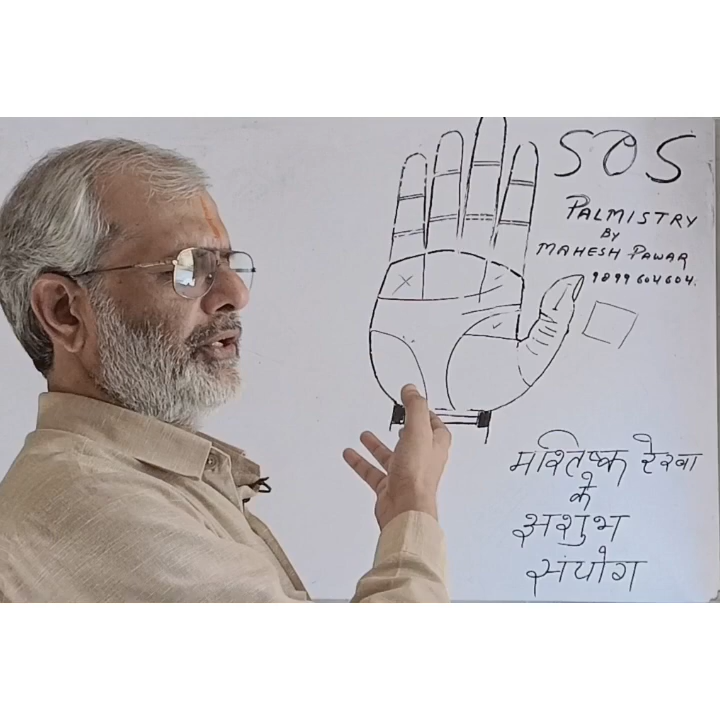 SOS
PALMISTRY
BY
MAHESH PAWAR
9899604604.
मस्तिष्क रेखा
के
अशुभ
संयोग